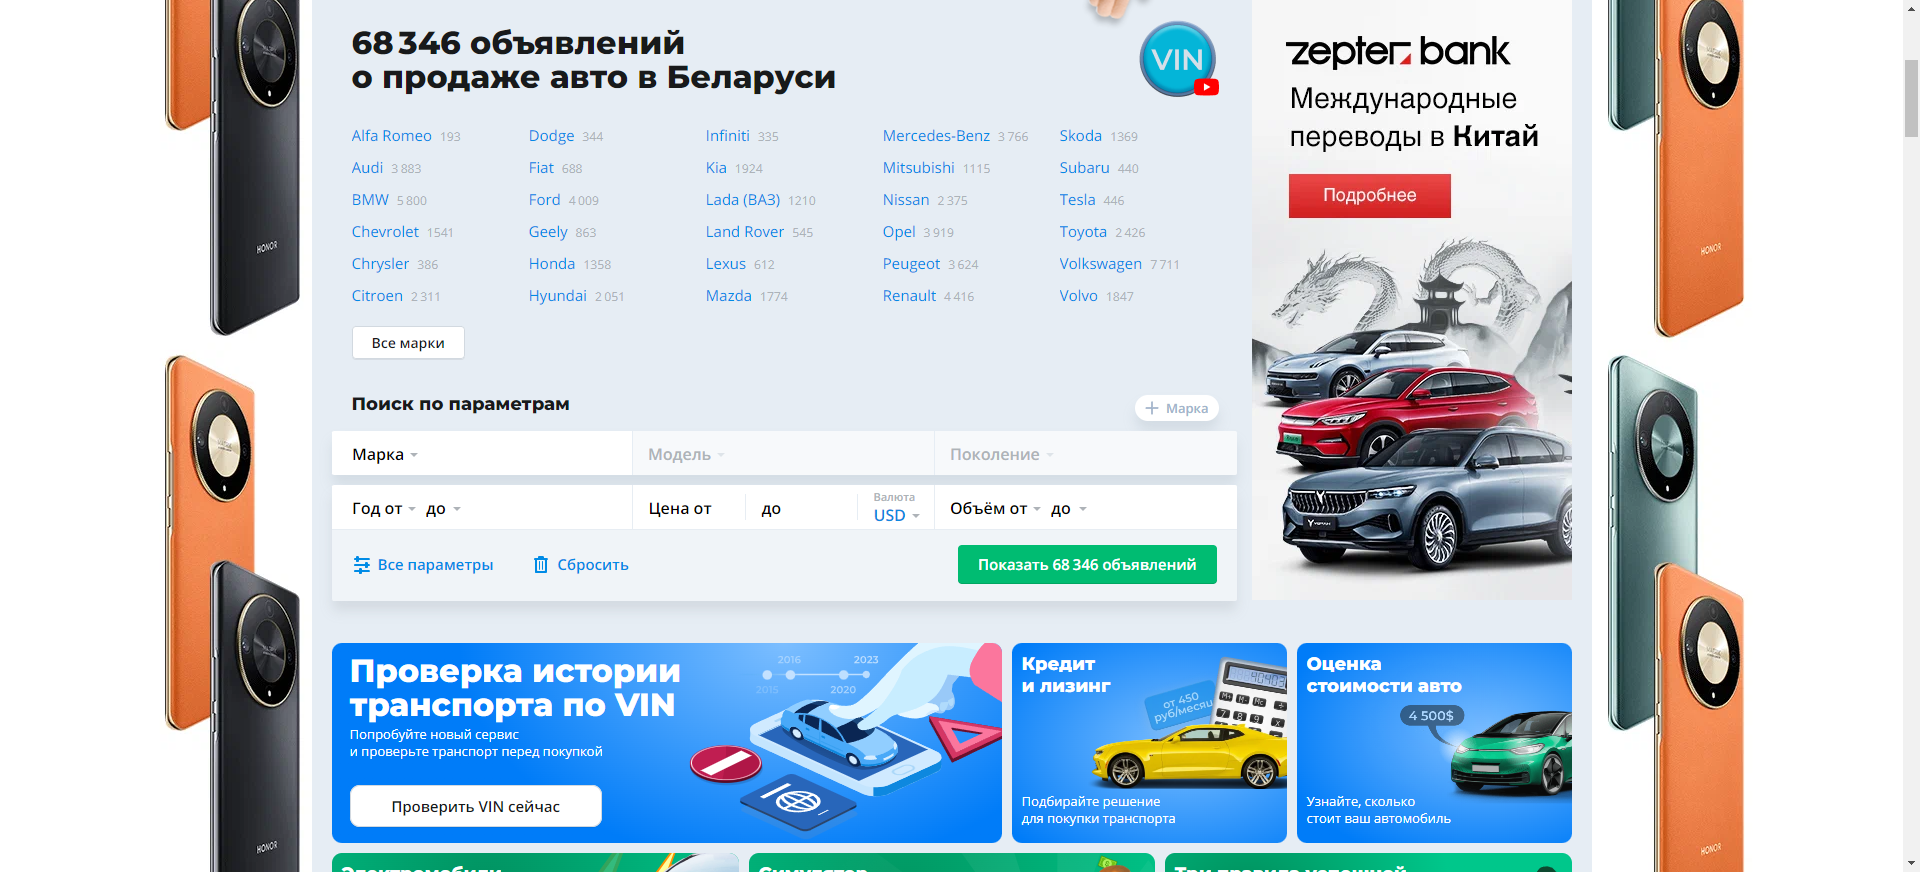 68 346 объявлений
о продаже авто в Беларуси
VIN
Alfa Romeo 193
Audi 3 883
BMW 5 800
Chevrolet 1541
Chrysler 386
Citroen 2 311
Dodge 344
Fiat 688
Ford 4 009
Geely 863
Honda 1358
Hyundai 2 051
Infiniti 335
Kia 1924
Lada (ВАЗ) 1210
Land Rover 545
Lexus 612
Mazda 1774
Mercedes-Benz 3 766
Mitsubishi 1115
Nissan 2 375
Opel 3 919
Peugeot 3 624
Renault 4 416
Skoda 1369
Subaru 440
Tesla 446
Toyota 2 426
Volkswagen 7 711
Volvo 1847
Все марки
Поиск по параметрам
Марка
Марка
Модель
Поколение
Год от
до
Цена от
до
Валюта
USD
Объём от
до
Все параметры
Сбросить
Показать 68 346 объявлений
zepter bank
Международные
переводы в Китай
Подробнее
Проверка истории
транспорта по VIN
Попробуйте новый сервис
и проверьте транспорт перед покупкой
Проверить VIN сейчас
2016
2023
2015
2020
Кредит
и лизинг
от 450
руб/месяц
Подбирайте решение
для покупки транспорта
Оценка
стоимости авто
4 500$
Узнайте, сколько
стоит ваш автомобиль
Электромобили
Симулятор
Три правила успешной
HONOR
HONOR
HONOR
HONOR